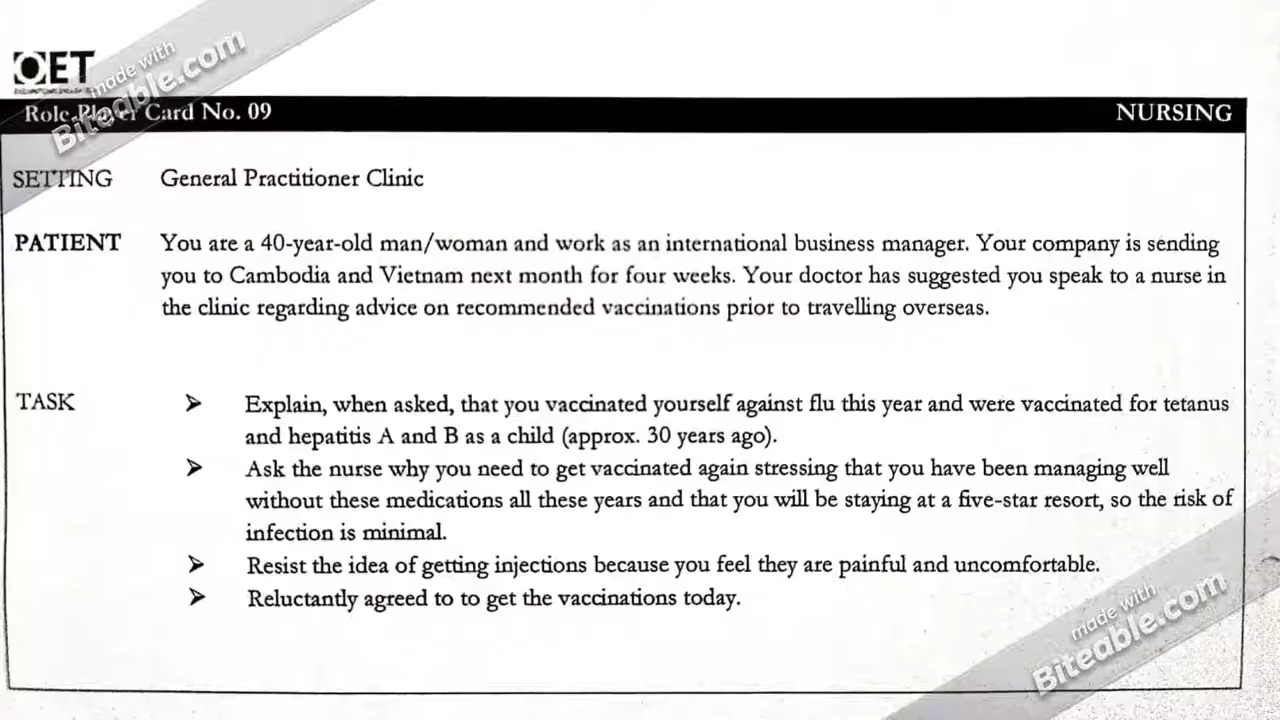 OET
made with
Biteable.com
Role-Player Card No. 09 NURSING
SETTING General Practitioner Clinic
PATIENT You are a 40-year-old man/woman and work as an international business manager. Your company is sending
you to Cambodia and Vietnam next month for four weeks. Your doctor has suggested you speak to a nurse in
the clinic regarding advice on recommended vaccinations prior to travelling overseas.
TASK ➢ Explain, when asked, that you vaccinated yourself against flu this year and were vaccinated for tetanus
and hepatitis A and B as a child (approx. 30 years ago).
➢ Ask the nurse why you need to get vaccinated again stressing that you have been managing well
without these medications all these years and that you will be staying at a five-star resort, so the risk of
infection is minimal.
➢ Resist the idea of getting injections because you feel they are painful and uncomfortable.
➢ Reluctantly agreed to to get the vaccinations today.
made with
Biteable.com